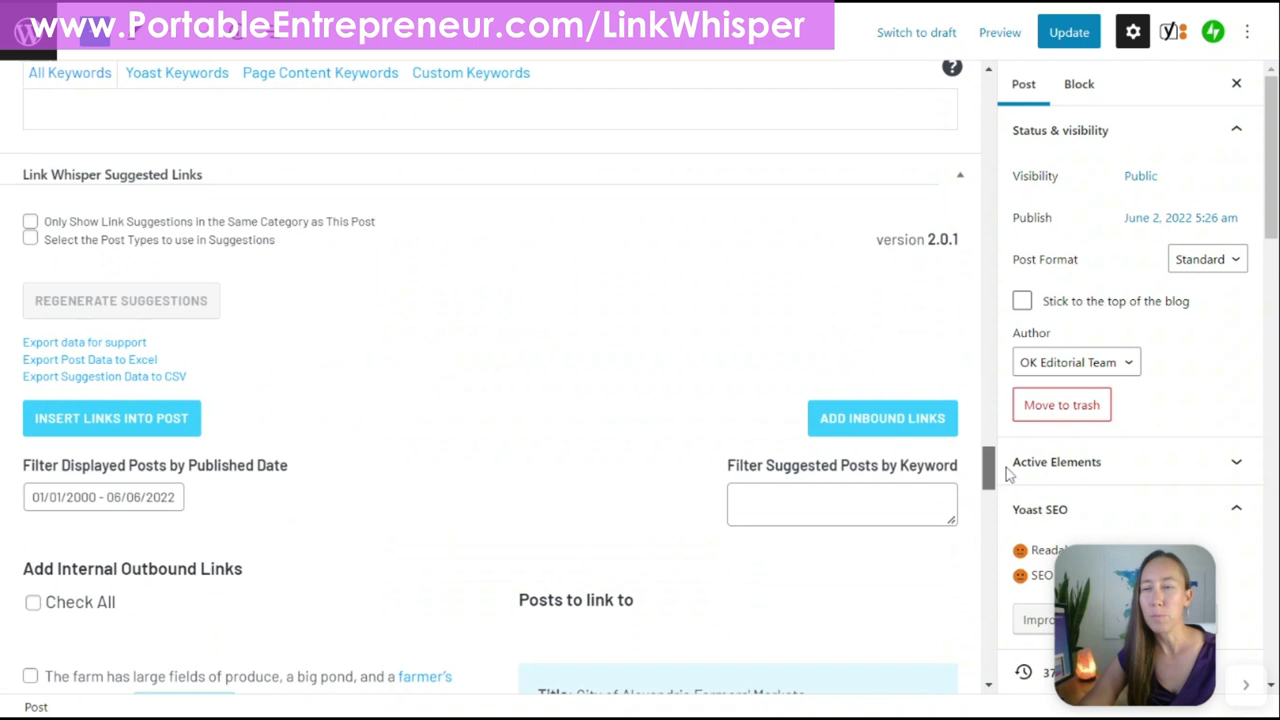 www.PortableEntrepreneur.com/LinkWhisper
Switch to draft
Preview
Update
All Keywords
Yoast Keywords
Page Content Keywords
Custom Keywords
Post
Block
Link Whisper Suggested Links
Status & visibility
Visibility
Public
Only Show Link Suggestions in the Same Category as This Post
Select the Post Types to use in Suggestions
version 2.0.1
Publish
June 2, 2022 5:26 am
Post Format
Standard
REGENERATE SUGGESTIONS
Stick to the top of the blog
Author
OK Editorial Team
Export data for support
Export Post Data to Excel
Export Suggestion Data to CSV
Move to trash
INSERT LINKS INTO POST
ADD INBOUND LINKS
Filter Displayed Posts by Published Date
Filter Suggested Posts by Keyword
Active Elements
01/01/2000 - 06/06/2022
Yoast SEO
Add Internal Outbound Links
SEO
Check All
Posts to link to
The farm has large fields of produce, a big pond, and a farmer's
Title: City of Alexandria Farmers' Markets
Post